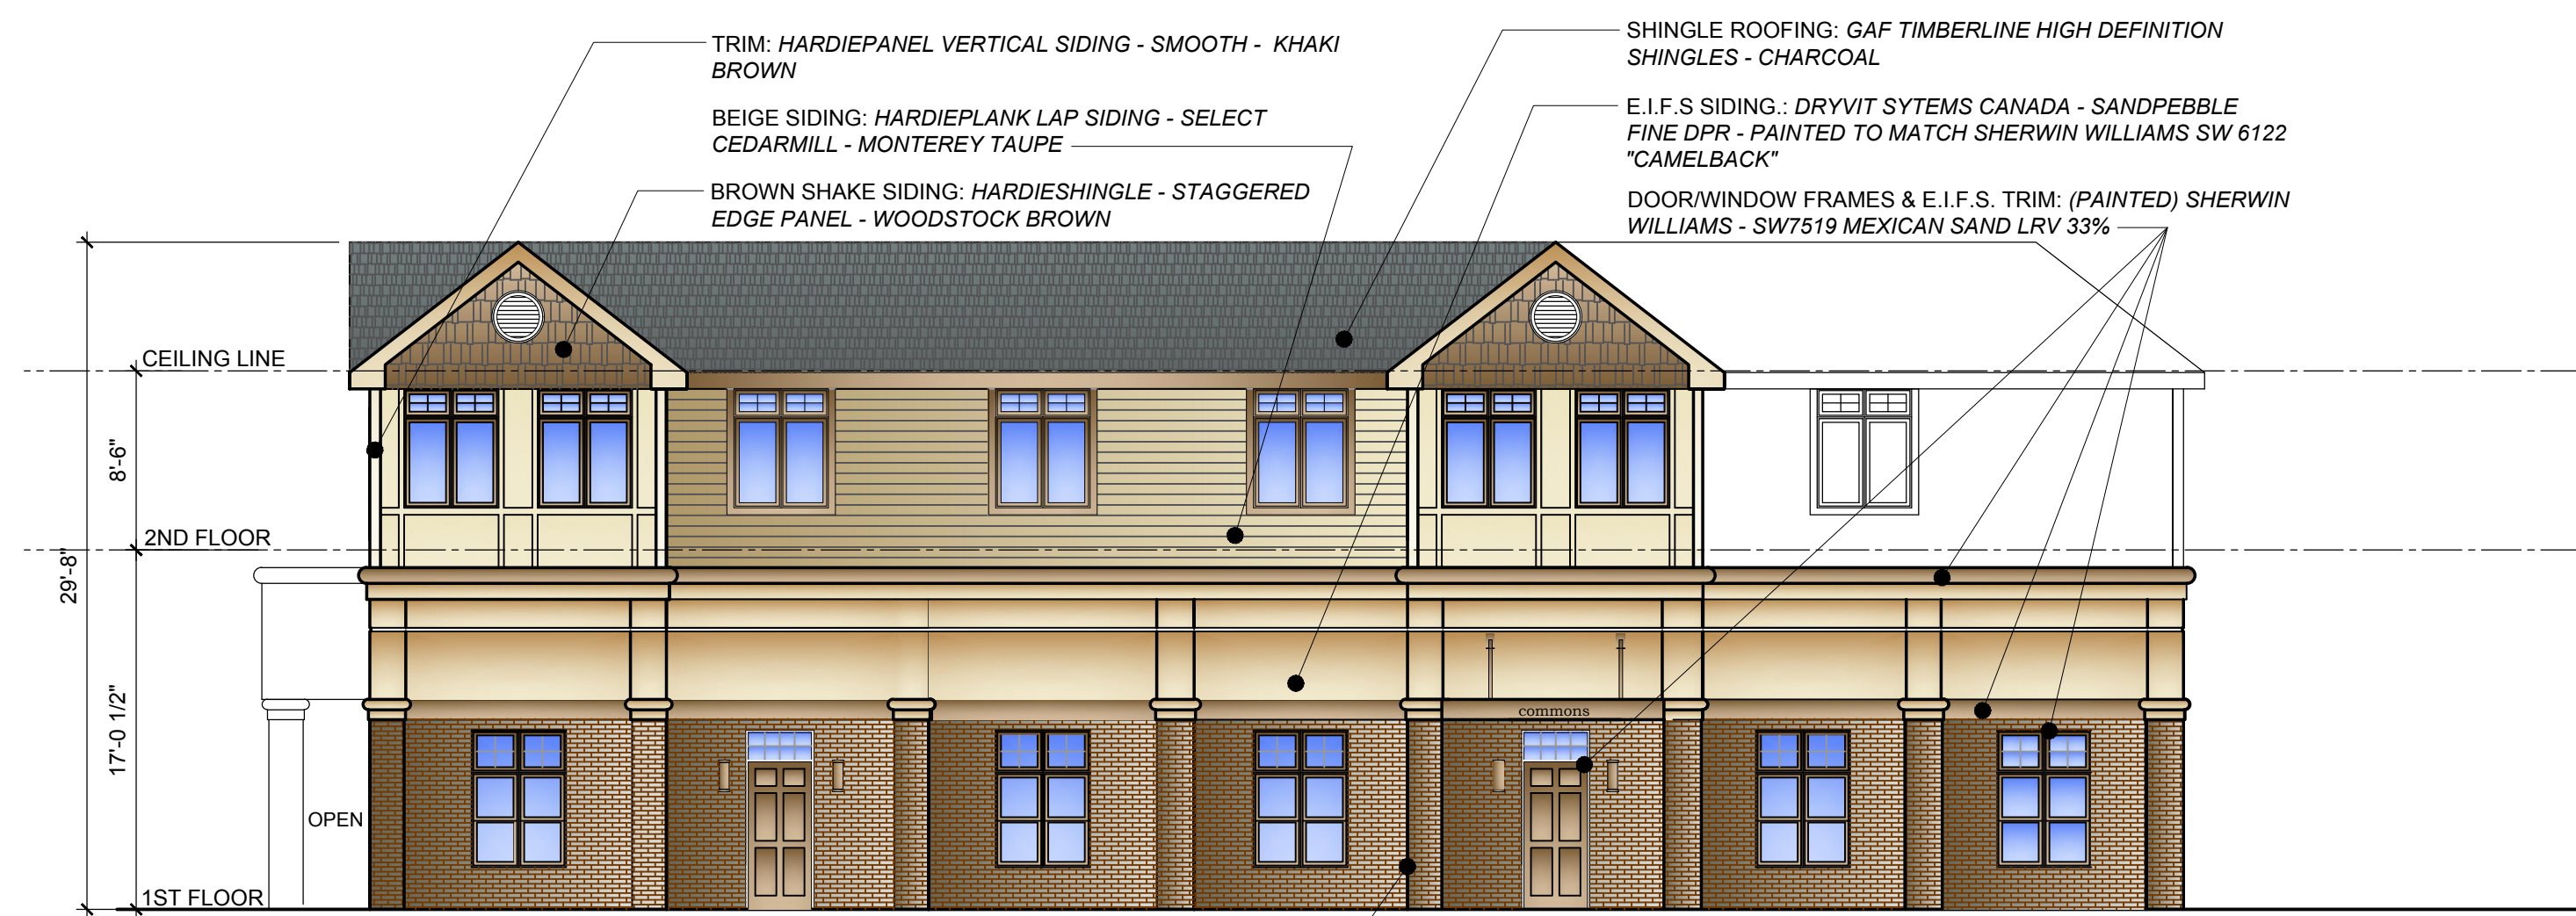 TRIM: HARDIEPANEL VERTICAL SIDING - SMOOTH - KHAKI
BROWN
BEIGE SIDING: HARDIEPLANK LAP SIDING - SELECT
CEDARMILL - MONTEREY TAUPE
BROWN SHAKE SIDING: HARDIESHINGLE - STAGGERED
EDGE PANEL - WOODSTOCK BROWN
SHINGLE ROOFING: GAF TIMBERLINE HIGH DEFINITION
SHINGLES - CHARCOAL
E.I.F.S SIDING.: DRYVIT SYTEMS CANADA - SANDPEBBLE
FINE DPR - PAINTED TO MATCH SHERWIN WILLIAMS SW 6122
"CAMELBACK"
DOOR/WINDOW FRAMES & E.I.F.S. TRIM: (PAINTED) SHERWIN
WILLIAMS - SW7519 MEXICAN SAND LRV 33%
CEILING LINE
8'-6"
2ND FLOOR
29'-8"
17'-0 1/2"
commons
OPEN
1ST FLOOR